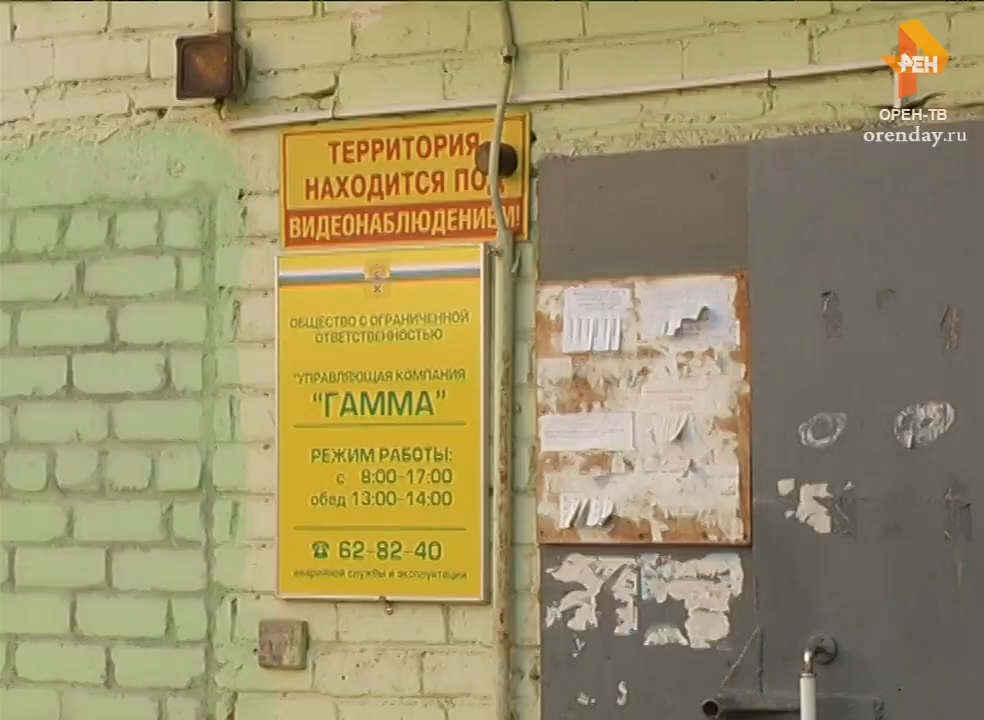 РЕН
ОРЕН-ТВ
orenday.ru
ТЕРРИТОРИЯ
НАХОДИТСЯ ПОД
ВИДЕОНАБЛЮДЕНИЕМ!
ОБЩЕСТВО С ОГРАНИЧЕННОЙ
ОТВЕТСТВЕННОСТЬЮ
"УПРАВЛЯЮЩАЯ КОМПАНИЯ
"ГАММА"
РЕЖИМ РАБОТЫ:
с 8:00-17:00
обед 13:00-14:00
☎ 62-82-40
аварийной службы и эксплуатации